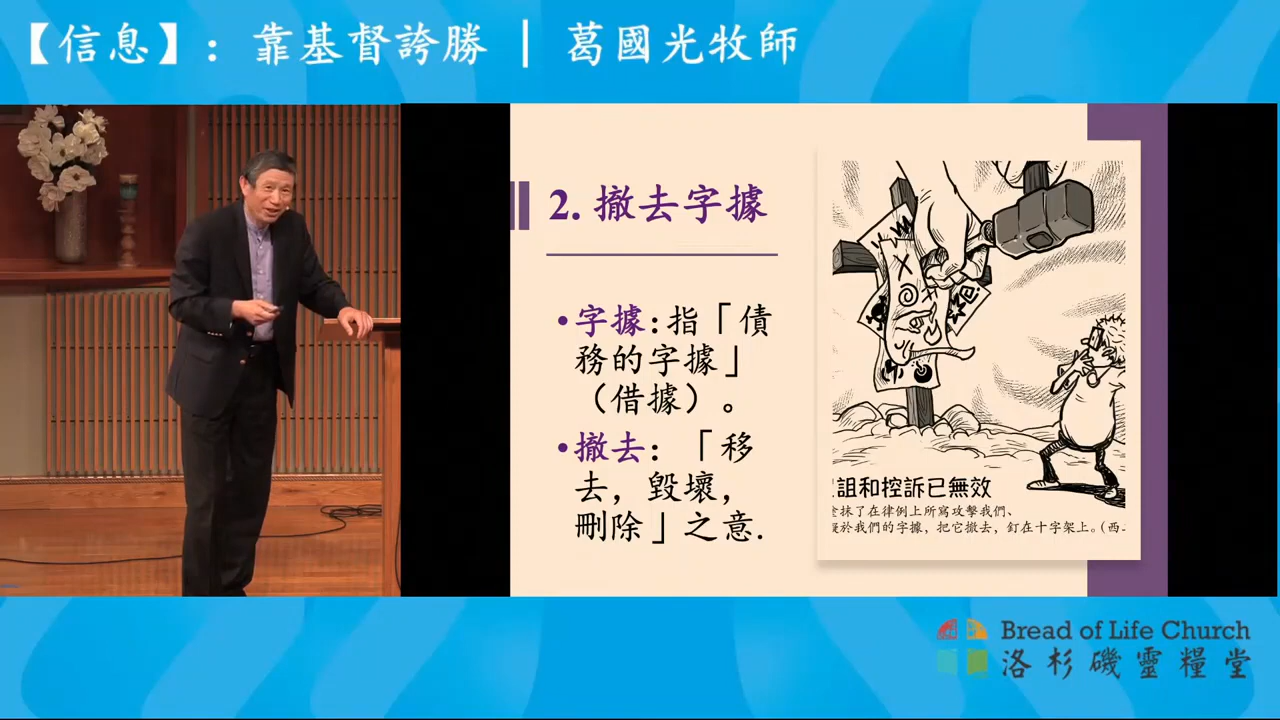 【信息】：靠基督誇勝 | 葛國光牧師
2. 撤去字據
•字據:指「債
務的字據」
（借據）。
•撤去: 「移
去, 毀壞,
刪除」之意.
詛和控訴已無效
塗抹了在律例上所寫攻擊我們、
礙於我們的字據, 把它撤去, 釘在十字架上。(西
Bread of Life Church
洛杉磯靈糧堂